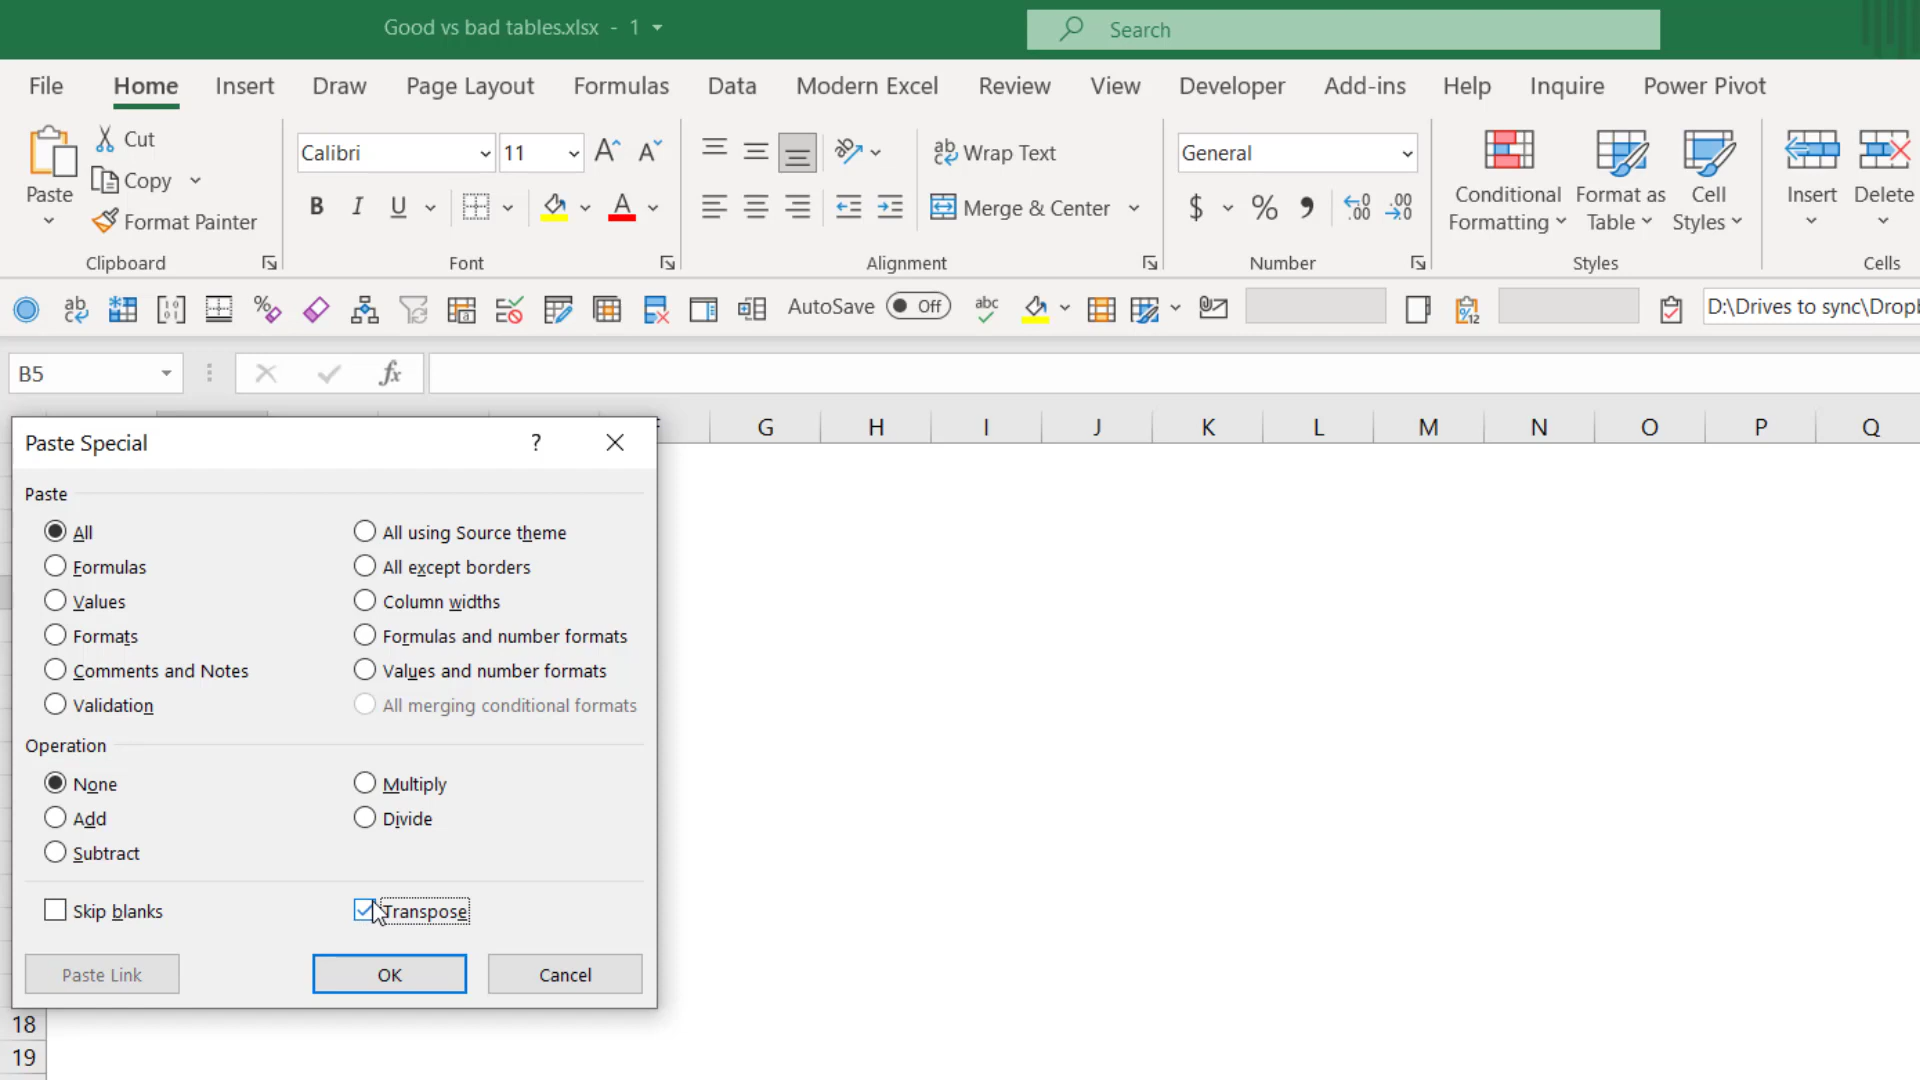 Good vs bad tables.xlsx - 1
Search
File Home Insert Draw Page Layout Formulas Data Modern Excel Review View Developer Add-ins Help Inquire Power Pivot
Paste
Cut
Copy
Format Painter
Clipboard
Calibri 11
B I U
Font
Wrap Text
Merge & Center
Alignment
General
$ % , .00 .00
Number
Conditional Formatting
Format as Table
Cell Styles
Styles
Insert
Delete
Cells
AutoSave Off
D:\Drives to sync\Dropb
B5
fx
G H I J K L M N O P Q
Paste Special ?
Paste
All
All using Source theme
Formulas
All except borders
Values
Column widths
Formats
Formulas and number formats
Comments and Notes
Values and number formats
Validation
All merging conditional formats
Operation
None
Multiply
Add
Divide
Subtract
Skip blanks
Transpose
Paste Link
OK
Cancel
18
19